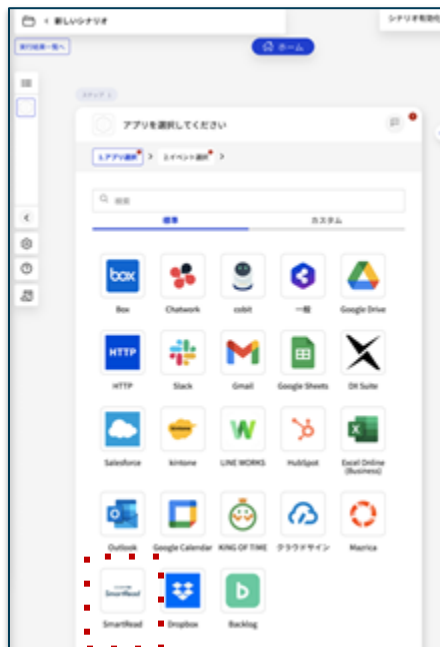 新しいシナリオ
シナリオ有効化
実行結果一覧へ
ホーム
ステップ 1
アプリを選択してください
1.アプリ選択 > 2.イベント選択 >
検索
標準 カスタム
box
Box Chatwork cobit 一般 Google Drive
HTTP
HTTP Slack Gmail Google Sheets DX Suite
Salesforce kintone LINE WORKS HubSpot Excel Online (Business)
Outlook Google Calendar KING OF TIME クラウドサイン Mazrica
SmartRead
SmartRead Dropbox Backlog